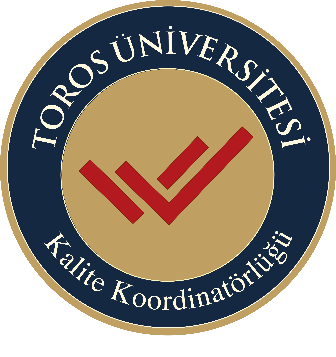 TOROS ÜNİVERSİTESİ
Kalite Koordinatörlüğü